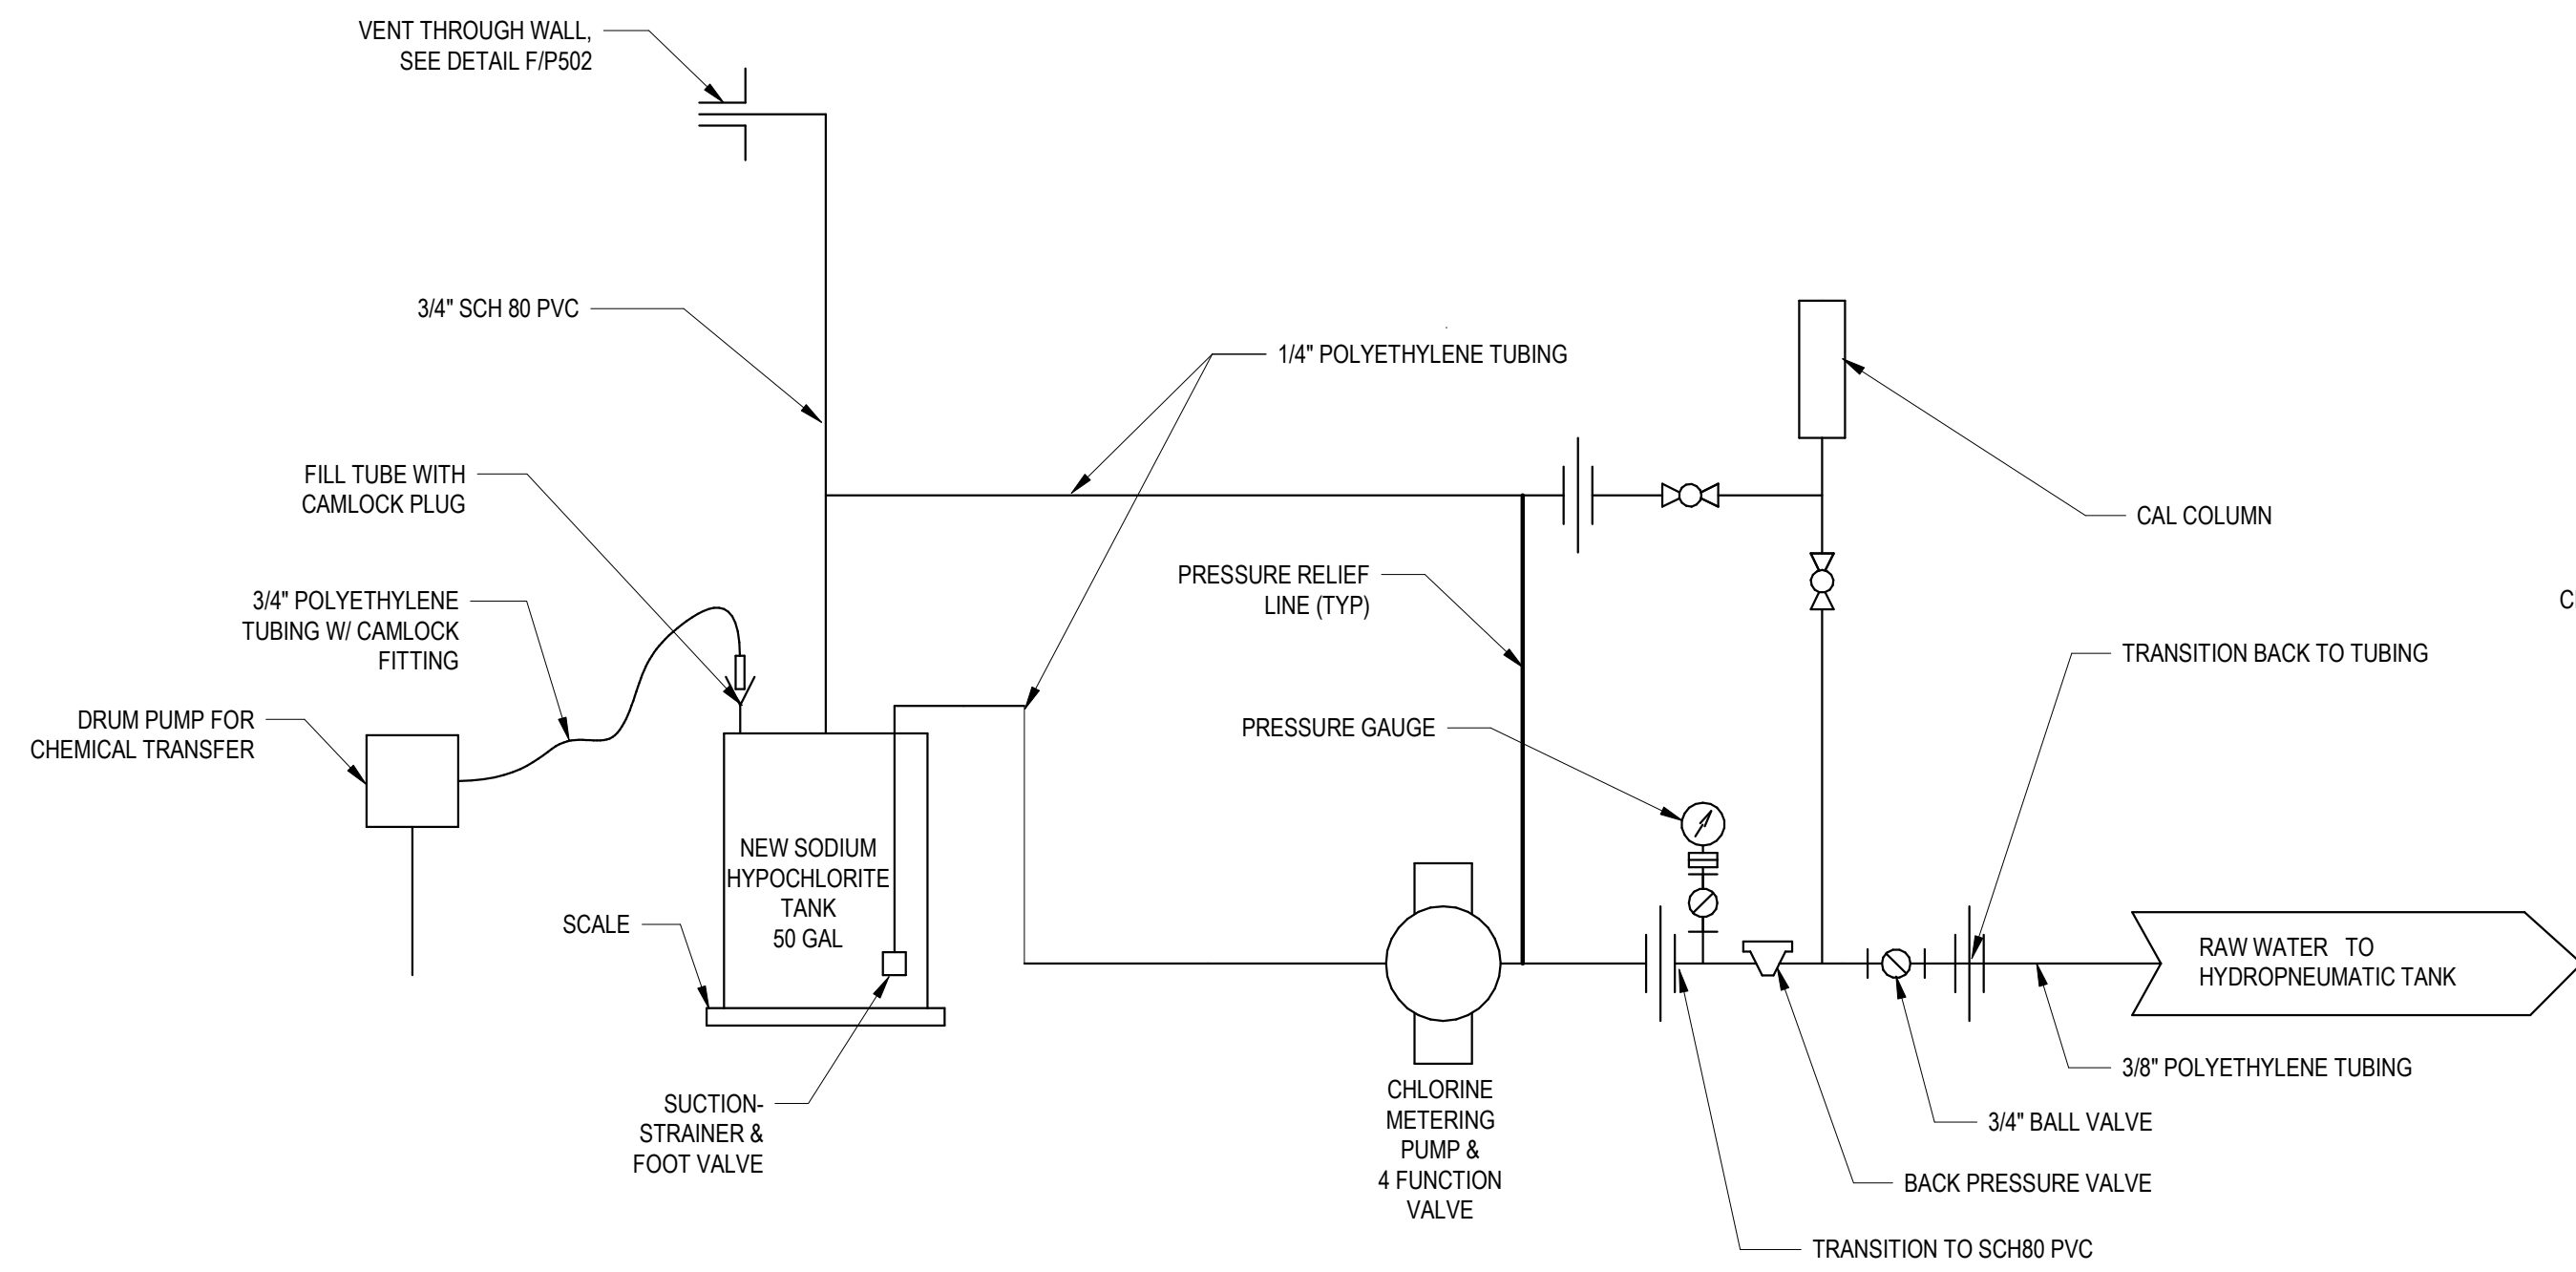 VENT THROUGH WALL,
SEE DETAIL F/P502
3/4" SCH 80 PVC
1/4" POLYETHYLENE TUBING
FILL TUBE WITH
CAMLOCK PLUG
CAL COLUMN
PRESSURE RELIEF
LINE (TYP)
3/4" POLYETHYLENE
TUBING W/ CAMLOCK
FITTING
TRANSITION BACK TO TUBING
DRUM PUMP FOR
CHEMICAL TRANSFER
PRESSURE GAUGE
NEW SODIUM
HYPOCHLORITE
TANK
50 GAL
SCALE
RAW WATER TO
HYDROPNEUMATIC TANK
3/8" POLYETHYLENE TUBING
SUCTION-
STRAINER &
FOOT VALVE
CHLORINE
METERING
PUMP &
4 FUNCTION
VALVE
3/4" BALL VALVE
BACK PRESSURE VALVE
TRANSITION TO SCH80 PVC